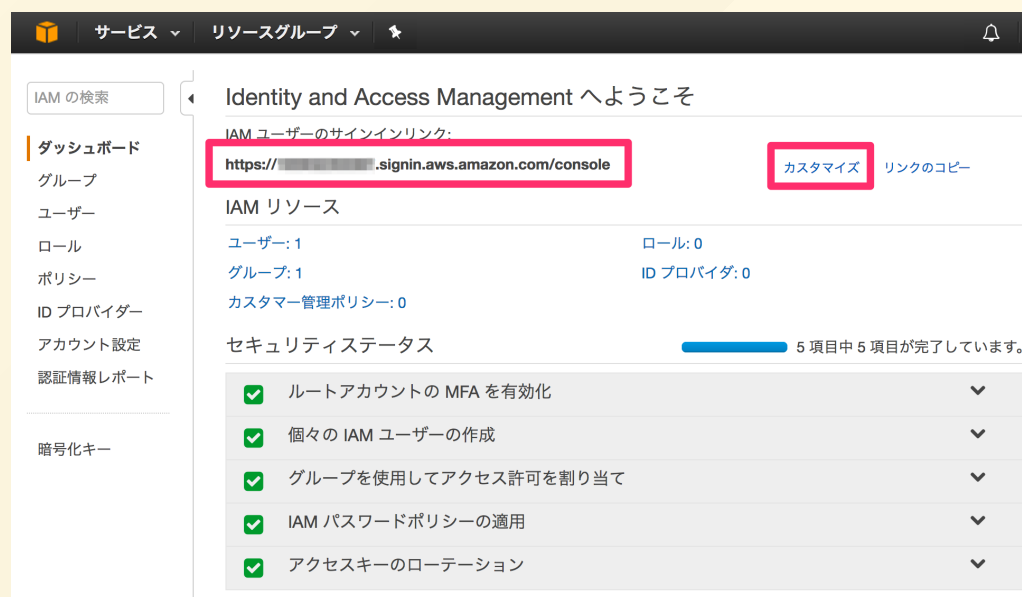 サービス リソースグループ
IAM の検索
ダッシュボード
グループ
ユーザー
ロール
ポリシー
ID プロバイダー
アカウント設定
認証情報レポート
暗号化キー
Identity and Access Management へようこそ
IAM ユーザーのサインインリンク:
https:// .signin.aws.amazon.com/console カスタマイズ リンクのコピー
IAM リソース
ユーザー: 1 ロール: 0
グループ: 1 ID プロバイダ: 0
カスタマー管理ポリシー: 0
セキュリティステータス 5 項目中 5 項目が完了しています。
ルートアカウントの MFA を有効化
個々の IAM ユーザーの作成
グループを使用してアクセス許可を割り当て
IAM パスワードポリシーの適用
アクセスキーのローテーション